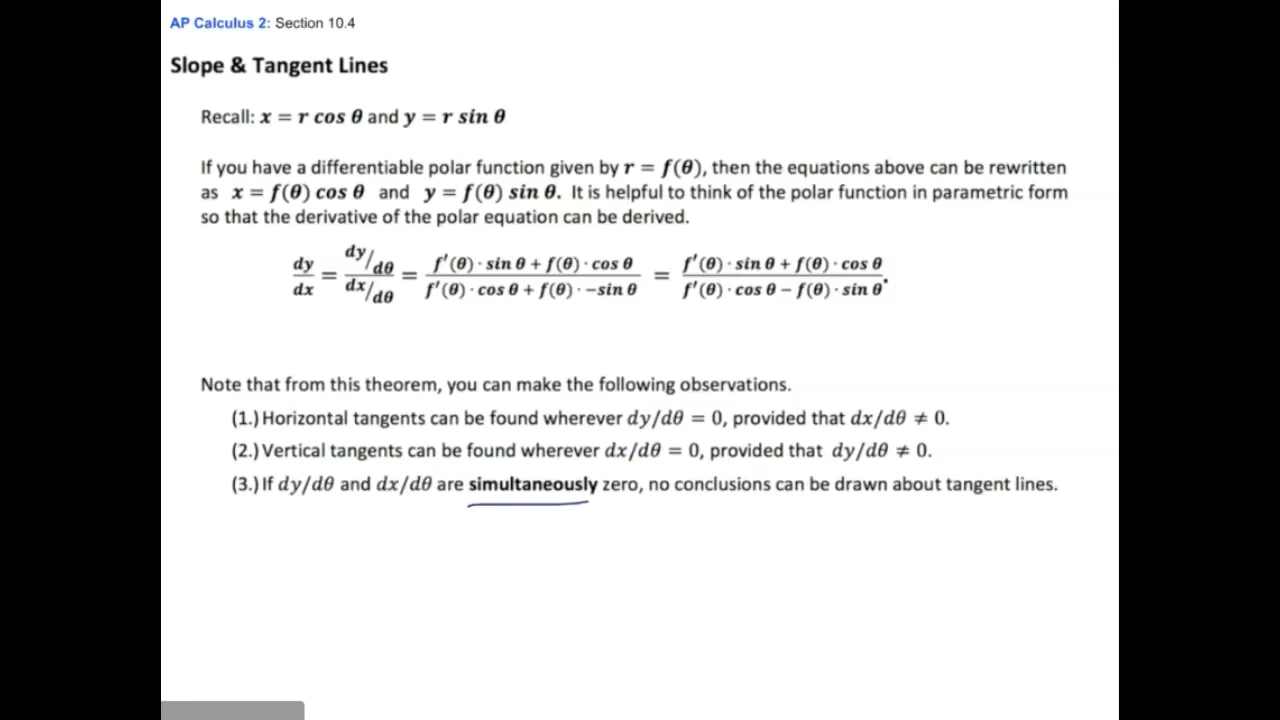 AP Calculus 2: Section 10.4
Slope & Tangent Lines
Recall: x = r cos θ and y = r sin θ
If you have a differentiable polar function given by r = f(θ), then the equations above can be rewritten
as x = f(θ) cos θ and y = f(θ) sin θ. It is helpful to think of the polar function in parametric form
so that the derivative of the polar equation can be derived.
dy/dx = (dy/dθ)/(dx/dθ) = (f′(θ) · sin θ + f(θ) · cos θ)/(f′(θ) · cos θ + f(θ) · −sin θ) = (f′(θ) · sin θ + f(θ) · cos θ)/(f′(θ) · cos θ − f(θ) · sin θ).
Note that from this theorem, you can make the following observations.
(1.) Horizontal tangents can be found wherever dy/dθ = 0, provided that dx/dθ ≠ 0.
(2.) Vertical tangents can be found wherever dx/dθ = 0, provided that dy/dθ ≠ 0.
(3.) If dy/dθ and dx/dθ are simultaneously zero, no conclusions can be drawn about tangent lines.